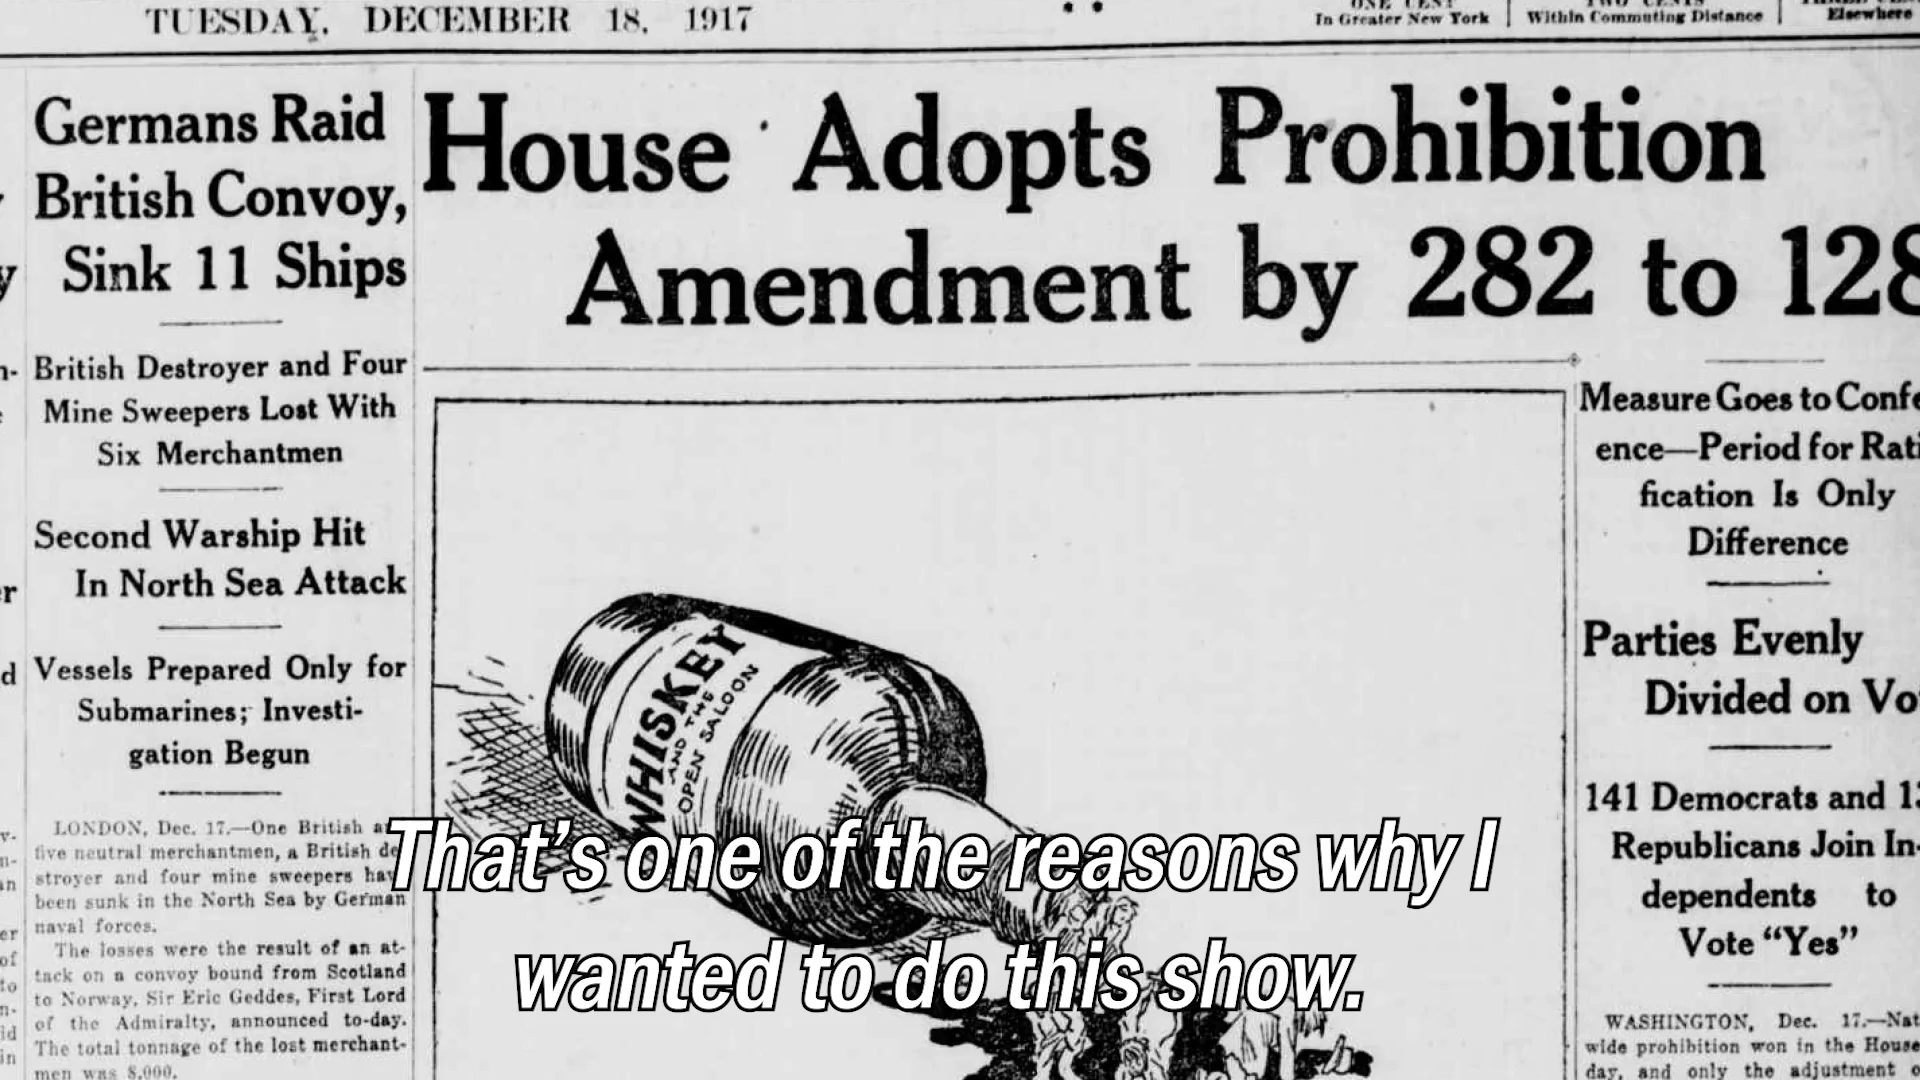 TUESDAY, DECEMBER 18, 1917
In Greater New York
Within Commuting Distance
Elsewhere
Germans Raid
British Convoy,
Sink 11 Ships
British Destroyer and Four
Mine Sweepers Lost With
Six Merchantmen
Second Warship Hit
In North Sea Attack
Vessels Prepared Only for
Submarines; Investi-
gation Begun
LONDON, Dec. 17.—One British
five neutral merchantmen, a British de-
stroyer and four mine sweepers have
been sunk in the North Sea by German
naval forces.
The losses were the result of an at-
tack on a convoy bound from Scotland
to Norway, Sir Eric Geddes, First Lord
of the Admiralty, announced to-day.
The total tonnage of the lost merchant-
men was 8,000.
House Adopts Prohibition
Amendment by 282 to 128
WHISKEY
AND THE
OPEN SALOON
Measure Goes to Confe
ence—Period for Rati
fication Is Only
Difference
Parties Evenly
Divided on Vo
141 Democrats and 1
Republicans Join In-
dependents to
Vote “Yes”
WASHINGTON, Dec. 17.—Nat
wide prohibition won in the House
day, and only the adjustment o
That's one of the reasons why I
wanted to do this show.